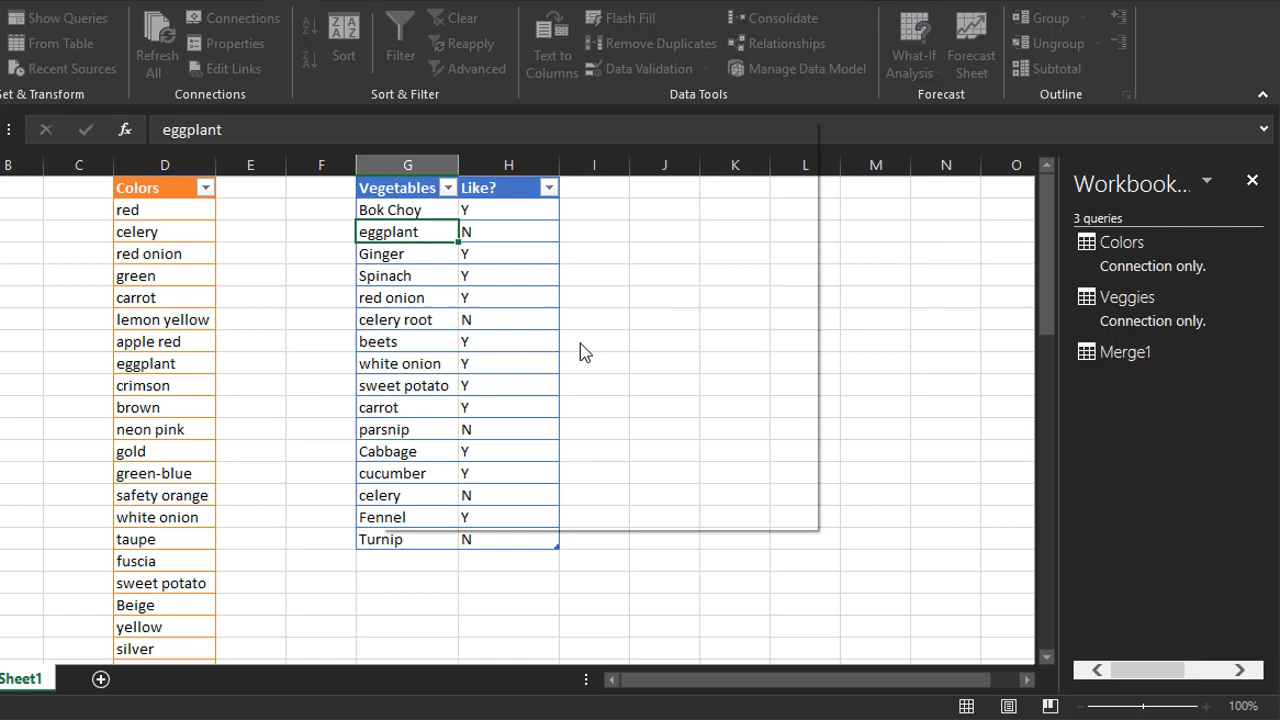 Show Queries
From Table
Recent Sources
et & Transform
Refresh
All
Connections
Properties
Edit Links
Connections
Sort
Filter
Clear
Reapply
Advanced
Sort & Filter
Text to
Columns
Flash Fill
Remove Duplicates
Data Validation
Consolidate
Relationships
Manage Data Model
Data Tools
What-If
Analysis
Forecast
Sheet
Forecast
Group
Ungroup
Subtotal
Outline
fx eggplant
B C D E F G H I J K L M N O
Colors Vegetables Like?
red Bok Choy Y
celery eggplant N
red onion Ginger Y
green Spinach Y
carrot red onion Y
lemon yellow celery root N
apple red beets Y
eggplant white onion Y
crimson sweet potato Y
brown carrot Y
neon pink parsnip N
gold Cabbage Y
green-blue cucumber Y
safety orange celery N
white onion Fennel Y
taupe Turnip N
fuscia
sweet potato
Beige
yellow
silver
Workbook...
3 queries
Colors
Connection only.
Veggies
Connection only.
Merge1
Sheet1
100%